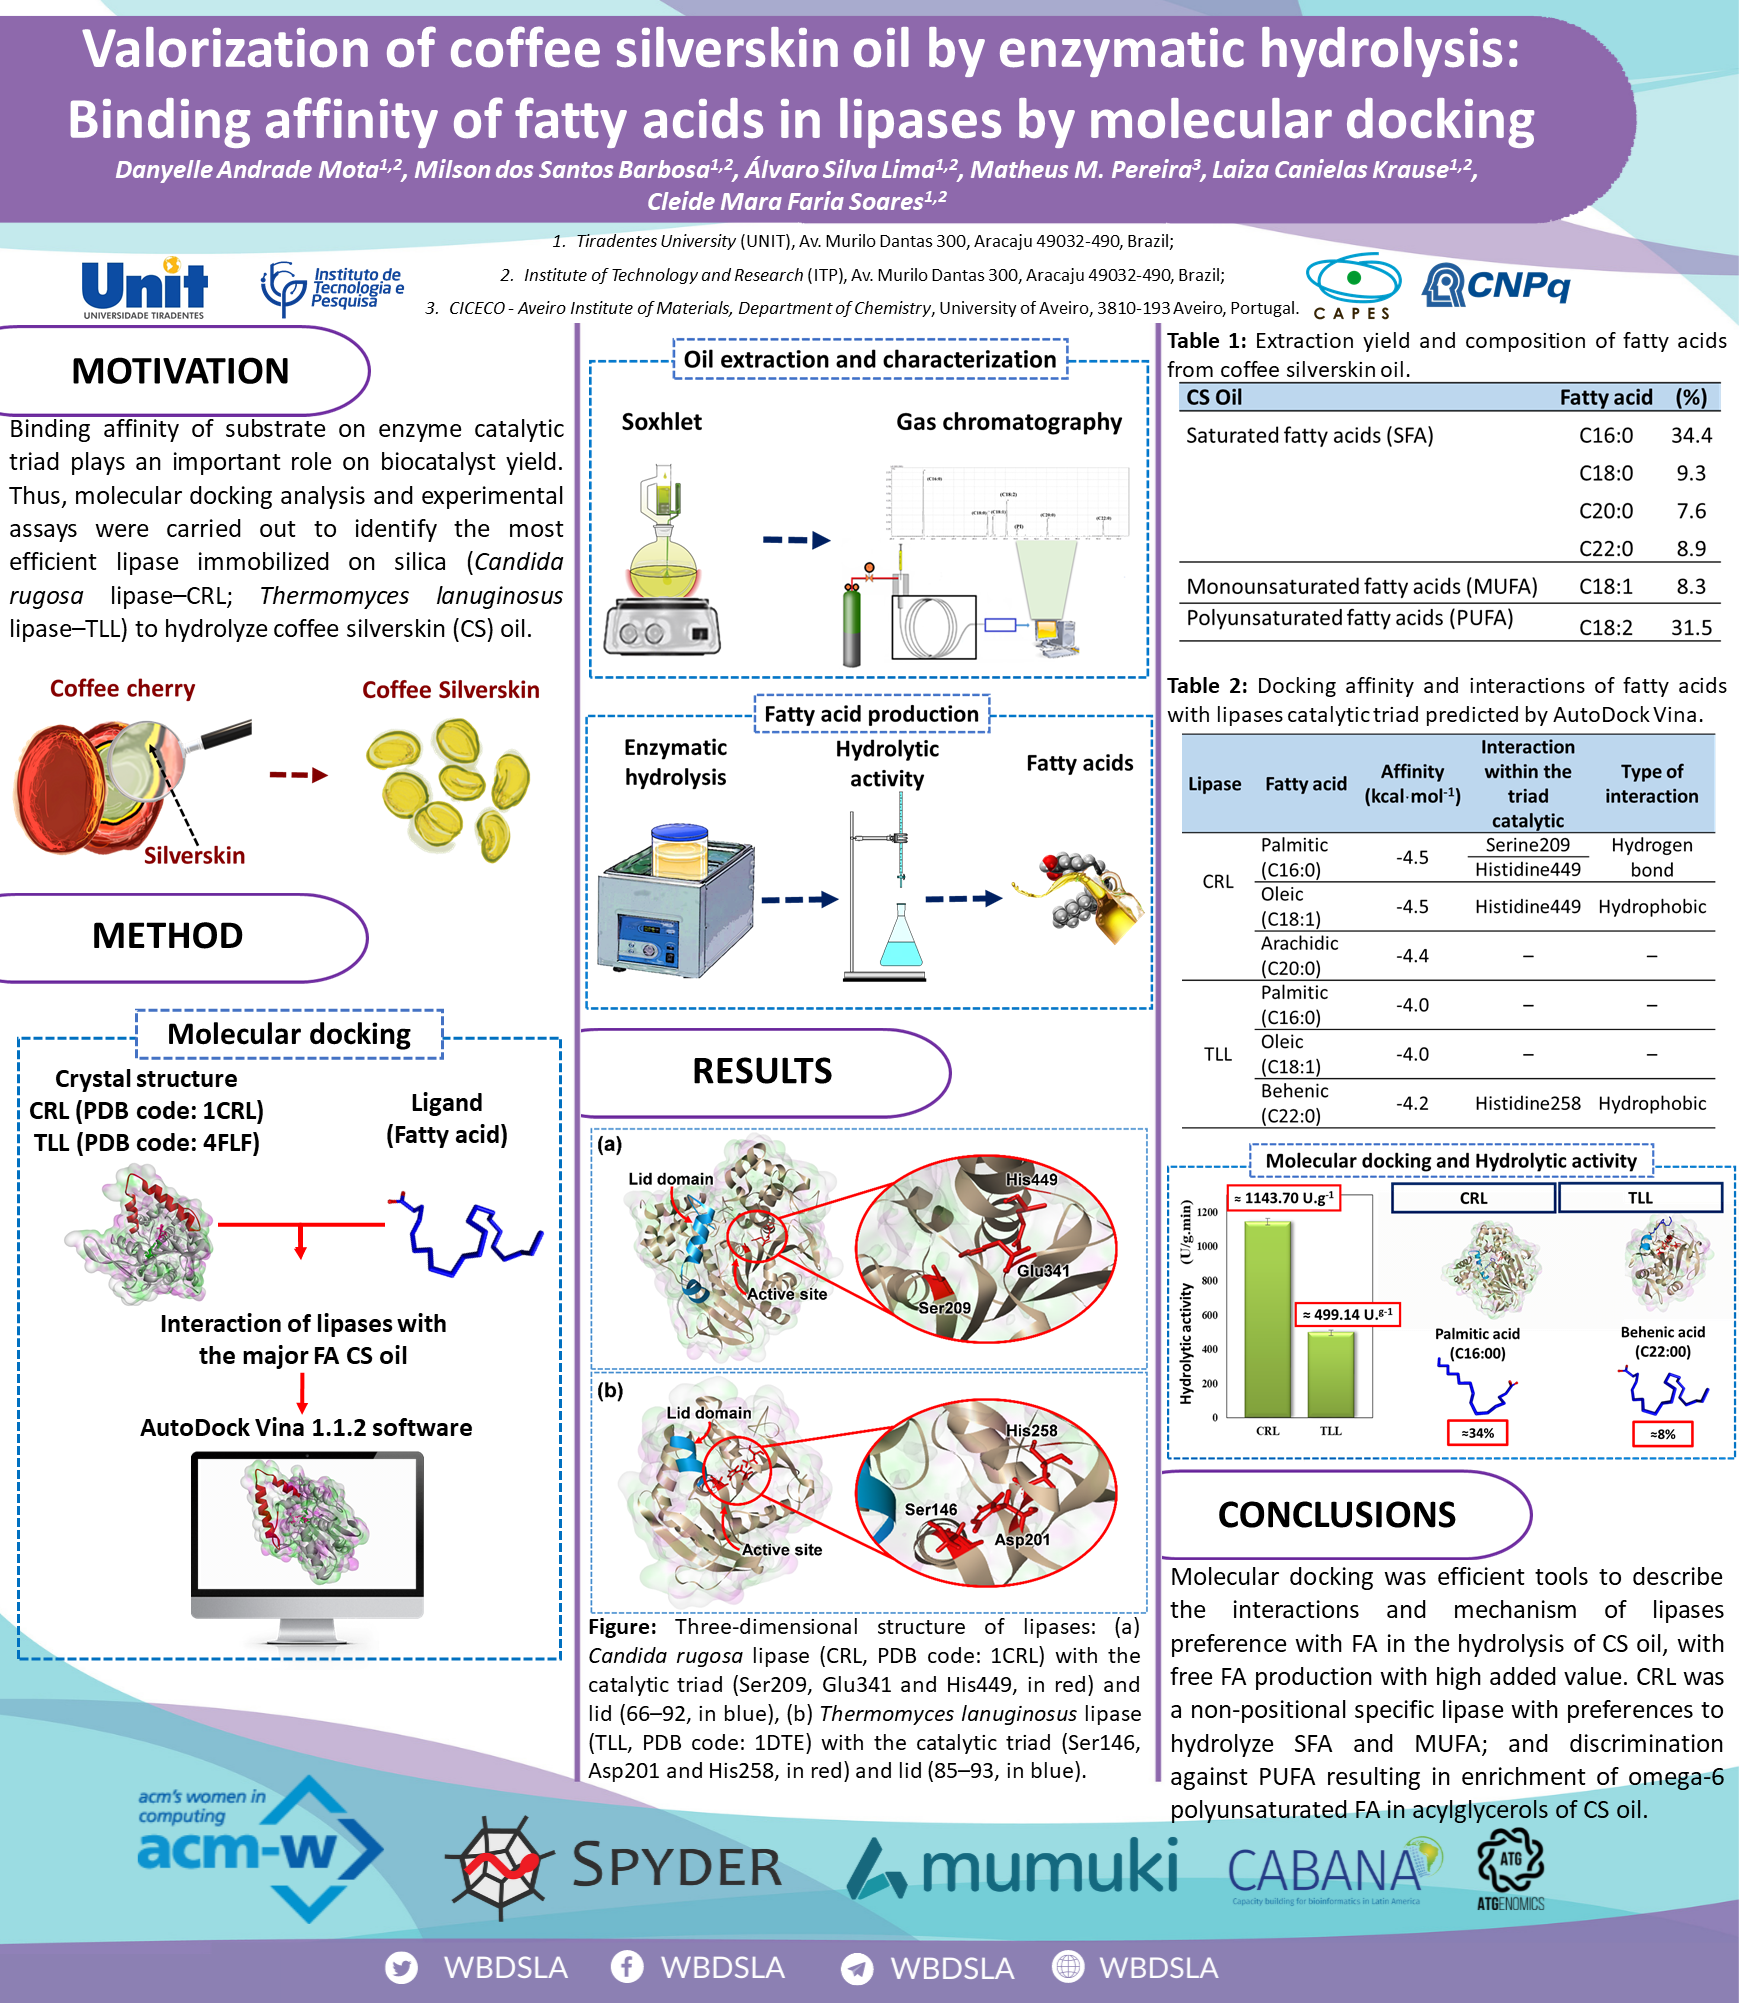 Valorization of coffee silverskin oil by enzymatic hydrolysis:
Binding affinity of fatty acids in lipases by molecular docking
Danyelle Andrade Mota1,2, Milson dos Santos Barbosa1,2, Álvaro Silva Lima1,2, Matheus M. Pereira3, Laiza Canielas Krause1,2,
Cleide Mara Faria Soares1,2
1. Tiradentes University (UNIT), Av. Murilo Dantas 300, Aracaju 49032-490, Brazil;
2. Institute of Technology and Research (ITP), Av. Murilo Dantas 300, Aracaju 49032-490, Brazil;
3. CICECO - Aveiro Institute of Materials, Department of Chemistry, University of Aveiro, 3810-193 Aveiro, Portugal.
Unit
UNIVERSIDADE TIRADENTES
Instituto de
Tecnologia e
Pesquisa
CAPES
CNPq
MOTIVATION
Binding affinity of substrate on enzyme catalytic
triad plays an important role on biocatalyst yield.
Thus, molecular docking analysis and experimental
assays were carried out to identify the most
efficient lipase immobilized on silica (Candida
rugosa lipase–CRL; Thermomyces lanuginosus
lipase–TLL) to hydrolyze coffee silverskin (CS) oil.
Coffee cherry
Coffee Silverskin
Silverskin
METHOD
Molecular docking
Crystal structure
CRL (PDB code: 1CRL)
TLL (PDB code: 4FLF)
Ligand
(Fatty acid)
Interaction of lipases with
the major FA CS oil
AutoDock Vina 1.1.2 software
Oil extraction and characterization
Soxhlet
Gas chromatography
(C16:0)
(C18:0)
(C18:1)
(C18:2)
(C20:0)
(C22:0)
Fatty acid production
Enzymatic
hydrolysis
Hydrolytic
activity
Fatty acids
RESULTS
(a)
Lid domain
Active site
His449
Glu341
Ser209
(b)
Lid domain
Active site
His258
Ser146
Asp201
Figure: Three-dimensional structure of lipases: (a)
Candida rugosa lipase (CRL, PDB code: 1CRL) with the
catalytic triad (Ser209, Glu341 and His449, in red) and
lid (66–92, in blue), (b) Thermomyces lanuginosus lipase
(TLL, PDB code: 1DTE) with the catalytic triad (Ser146,
Asp201 and His258, in red) and lid (85–93, in blue).
Table 1: Extraction yield and composition of fatty acids
from coffee silverskin oil.
CS Oil Fatty acid (%)
Saturated fatty acids (SFA) C16:0 34.4
C18:0 9.3
C20:0 7.6
C22:0 8.9
Monounsaturated fatty acids (MUFA) C18:1 8.3
Polyunsaturated fatty acids (PUFA) C18:2 31.5
Table 2: Docking affinity and interactions of fatty acids
with lipases catalytic triad predicted by AutoDock Vina.
Lipase
Fatty acid
Affinity
(kcal·mol-1)
Interaction
within the
triad
catalytic
Type of
interaction
CRL
Palmitic
(C16:0)
-4.5
Serine209
Histidine449
Hydrogen
bond
Oleic
(C18:1)
-4.5
Histidine449
Hydrophobic
Arachidic
(C20:0)
-4.4
–
–
TLL
Palmitic
(C16:0)
-4.0
–
–
Oleic
(C18:1)
-4.0
–
–
Behenic
(C22:0)
-4.2
Histidine258
Hydrophobic
Molecular docking and Hydrolytic activity
Hydrolytic activity (U/g.min)
1200
1000
800
600
400
200
0
≈ 1143.70 U.g-1
≈ 499.14 U.g-1
CRL
TLL
CRL
TLL
Palmitic acid
(C16:00)
≈34%
Behenic acid
(C22:00)
≈8%
CONCLUSIONS
Molecular docking was efficient tools to describe
the interactions and mechanism of lipases
preference with FA in the hydrolysis of CS oil, with
free FA production with high added value. CRL was
a non-positional specific lipase with preferences to
hydrolyze SFA and MUFA; and discrimination
against PUFA resulting in enrichment of omega-6
polyunsaturated FA in acylglycerols of CS oil.
acm's women in
computing
acm-w
SPYDER
mumuki
CABANA
Capacity building for bioinformatics in Latin America
ATG
ATGENOMICS
WBDSLA
WBDSLA
WBDSLA
WBDSLA